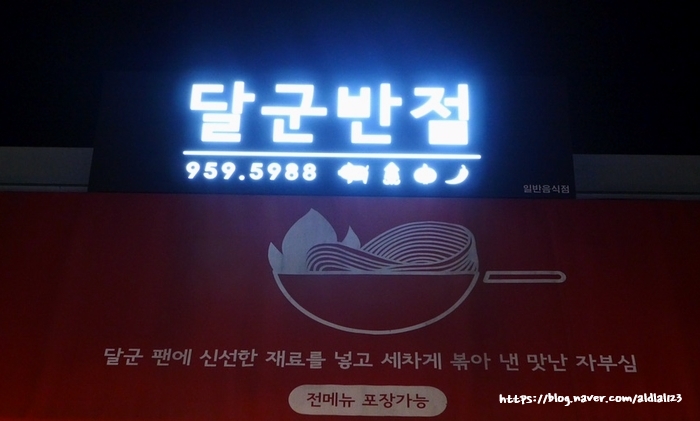 달군반점
959.5988
일반음식점
달군 팬에 신선한 재료를 넣고 세차게 볶아 낸 맛난 자부심
전메뉴 포장가능
https://blog.naver.com/aldlal123